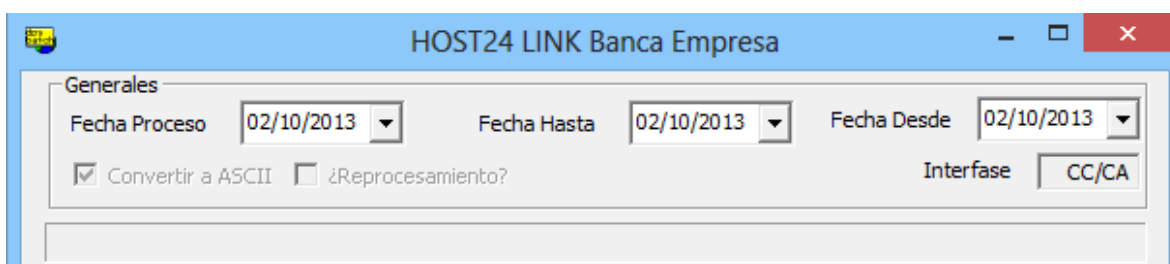 HOST24 LINK Banca Empresa
Generales
Fecha Proceso 02/10/2013 Fecha Hasta 02/10/2013 Fecha Desde 02/10/2013
Convertir a ASCII ¿Reprocesamiento? Interfase CC/CA